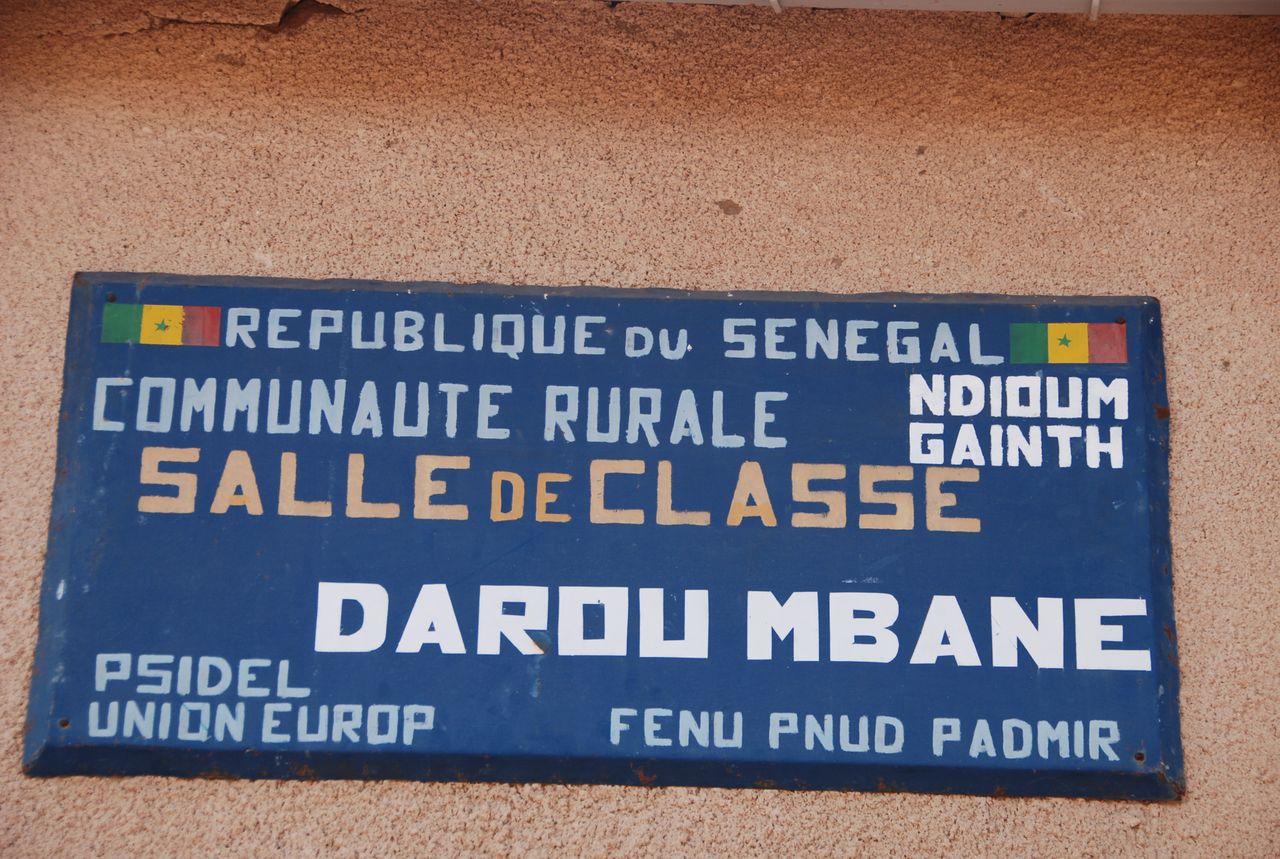 REPUBLIQUE DU SENEGAL
COMMUNAUTE RURALE NDIOUM
GAINTH
SALLE DE CLASSE
DAROU MBANE
PSIDEL
UNION EUROP FENU PNUD PADMIR